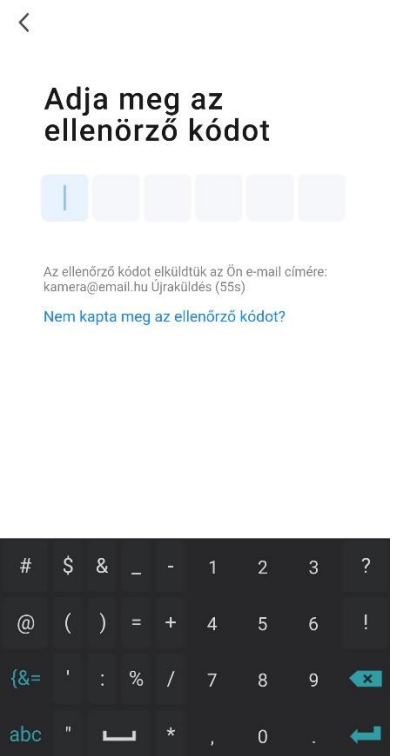 Adja meg az
ellenörző kódot
Az ellenőrző kódot elküldtük az Ön e-mail címére:
kamera@email.hu Újraküldés (55s)
Nem kapta meg az ellenőrző kódot?
# $ & _ - 1 2 3 ?
@ ( ) = + 4 5 6 !
{&= ' : % / 7 8 9
abc " * , 0 .